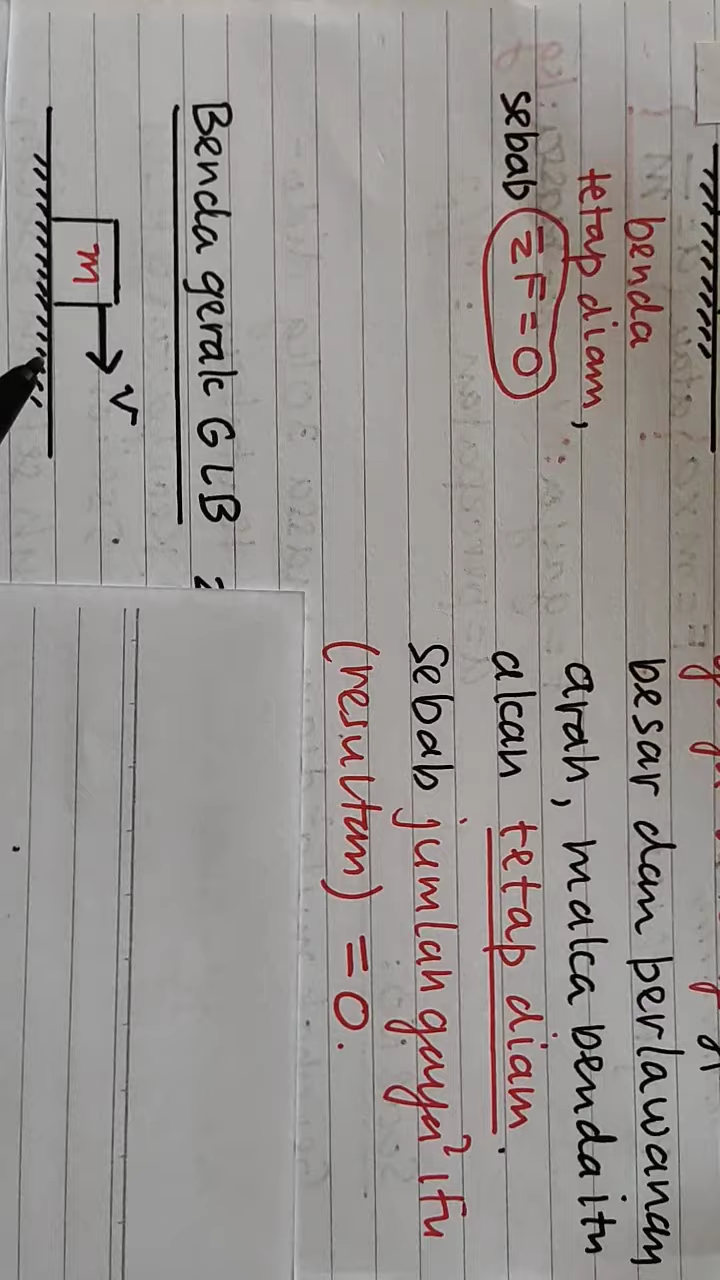 benda
tetap diam,
sebab ΣF = 0
besar dan berlawanan
arah, maka benda itu
akan tetap diam.
sebab jumlah gaya² itu
(resultan) = 0.
Benda gerak GLB
m
v